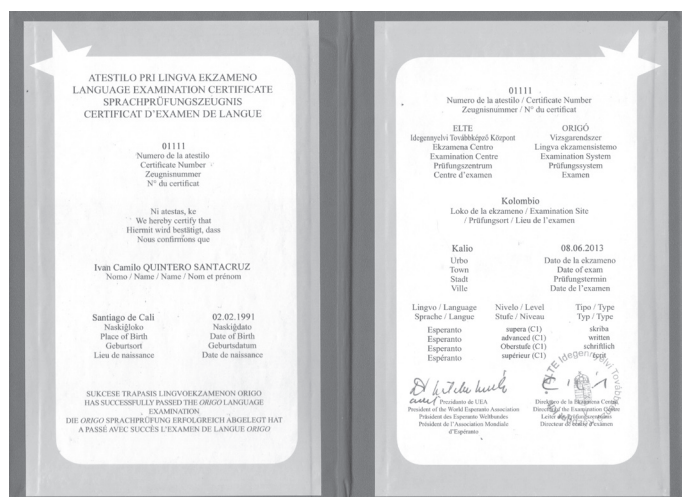 ATESTILO PRI LINGVA EKZAMENO
LANGUAGE EXAMINATION CERTIFICATE
SPRACHPRÜFUNGSZEUGNIS
CERTIFICAT D'EXAMEN DE LANGUE
01111
Numero de la atestilo
Certificate Number
Zeugnisnummer
N° du certificat
Ni atestas, ke
We hereby certify that
Hiermit wird bestätigt, dass
Nous confirmons que
Ivan Camilo QUINTERO SANTACRUZ
Nomo / Name / Name / Nom et prénom
Santiago de Cali 02.02.1991
Naskiĝloko Naskiĝdato
Place of Birth Date of Birth
Geburtsort Geburtsdatum
Lieu de naissance Date de naissance
SUKCESE TRAPASIS LINGVOEKZAMENON ORIGO
HAS SUCCESSFULLY PASSED THE ORIGO LANGUAGE
EXAMINATION
DIE ORIGO SPRACHPRÜFUNG ERFOLGREICH ABGELEGT HAT
A PASSÉ AVEC SUCCÈS L'EXAMEN DE LANGUE ORIGO
01111
Numero de la atestilo / Certificate Number
Zeugnisnummer / N° du certificat
ELTE ORIGÓ
Idegennyelvi Továbbképző Központ Vizsgarendszer
Ekzamena Centro Lingva ekzamensistemo
Examination Centre Examination System
Prüfungszentrum Prüfungssystem
Centre d'examen Examen
Kolombio
Loko de la ekzameno / Examination Site
/ Prüfungsort / Lieu de l'examen
Kalio 08.06.2013
Urbo Dato de la ekzameno
Town Date of exam
Stadt Prüfungstermin
Ville Date de l'examen
Lingvo / Language Nivelo / Level Tipo / Type
Sprache / Langue Stufe / Niveau Typ / Type
Esperanto supera (C1) skriba
Esperanto advanced (C1) written
Esperanto Oberstufe (C1) schriftlich
Espéranto supérieur (C1) écrit
ELTE Idegennyelvi Továbbk
Prezidanto de UEA Direktoro de la Ekzamena Centro
President of the World Esperanto Association Director of the Examination Centre
Präsident des Esperanto Weltbundes Leiter des Prüfungszentrums
Président de l'Association Mondiale Directeur de centre d'examen
d'Espéranto